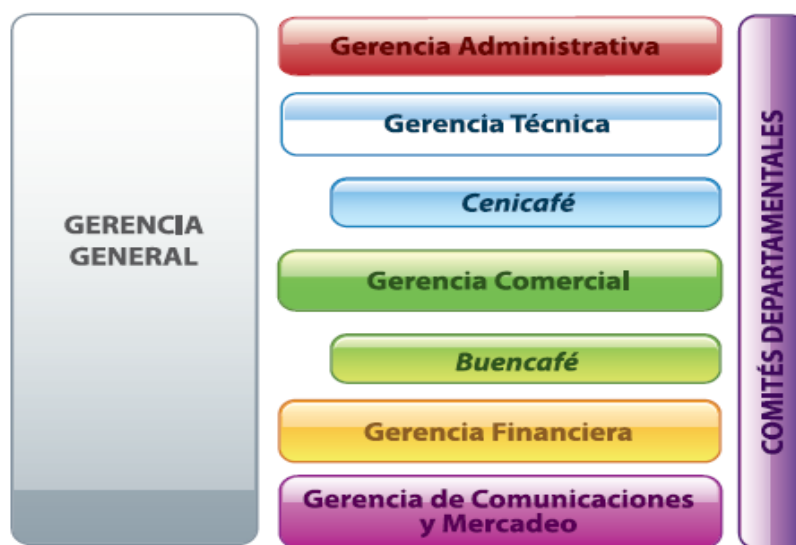 GERENCIA
GENERAL
Gerencia Administrativa
Gerencia Técnica
Cenicafé
Gerencia Comercial
Buencafé
Gerencia Financiera
Gerencia de Comunicaciones
y Mercadeo
COMITÉS DEPARTAMENTALES